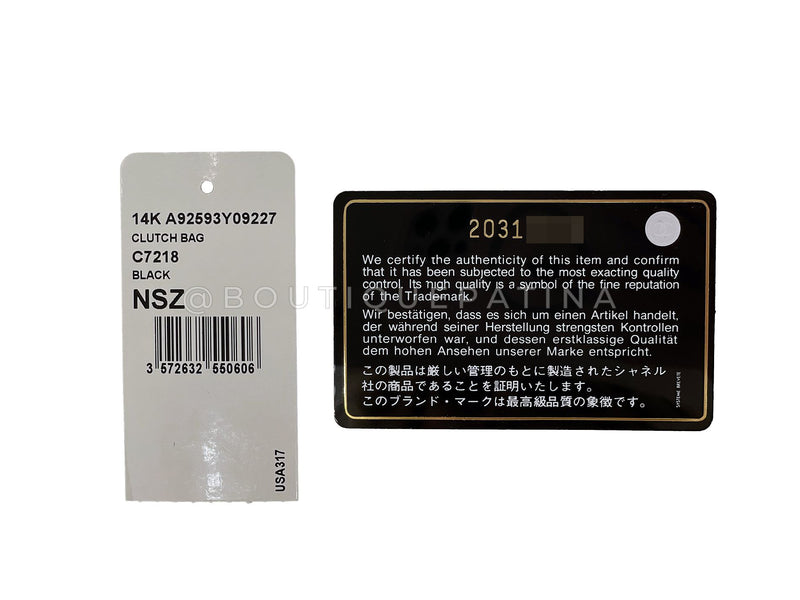 14K A92593Y09227
CLUTCH BAG
C7218
BLACK
NSZ
3 572632 550606
USA317
2031
We certify the authenticity of this item and confirm
that it has been subjected to the most exacting quality
control. Its high quality is a symbol of the fine reputation
of the Trademark.
Wir bestätigen, dass es sich um einen Artikel handelt,
der während seiner Herstellung strengsten Kontrollen
unterworfen war, und dessen erstklassige Qualität
dem hohen Ansehen unserer Marke entspricht.
この製品は厳しい管理のもとに製造されたシャネル
社の商品であることを証明いたします。
このブランド・マークは最高級品質の象徴です。
SYSTEME BREVETE
@BOUTIQUEPATINA